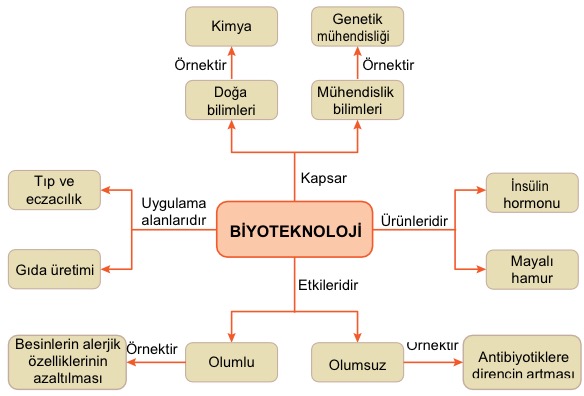 Kimya
Genetik
mühendisliği
Örnektir
Örnektir
Doğa
bilimleri
Mühendislik
bilimleri
Kapsar
Tıp ve
eczacılık
Uygulama
alanlarıdır
BİYOTEKNOLOJİ
Ürünleridir
İnsülin
hormonu
Gıda üretimi
Mayalı
hamur
Etkileridir
Besinlerin alerjik
özelliklerinin
azaltılması
Örnektir
Olumlu
Olumsuz
Örnektir
Antibiyotiklere
direncin artması